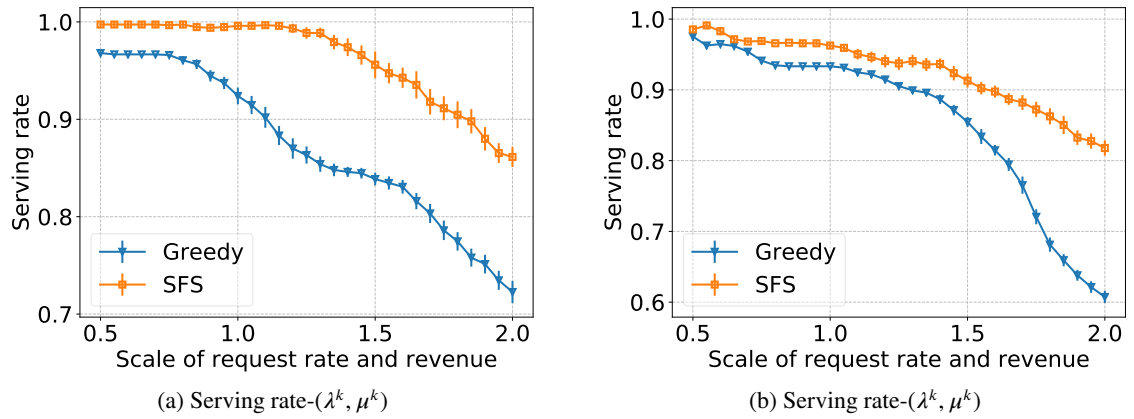 1.0
0.9
0.8
0.7
Serving rate
Greedy
SFS
0.5
1.0
1.5
2.0
Scale of request rate and revenue
(a) Serving rate-(λ^k, μ^k)
1.0
0.9
0.8
0.7
0.6
Serving rate
Greedy
SFS
0.5
1.0
1.5
2.0
Scale of request rate and revenue
(b) Serving rate-(λ^k, μ^k)